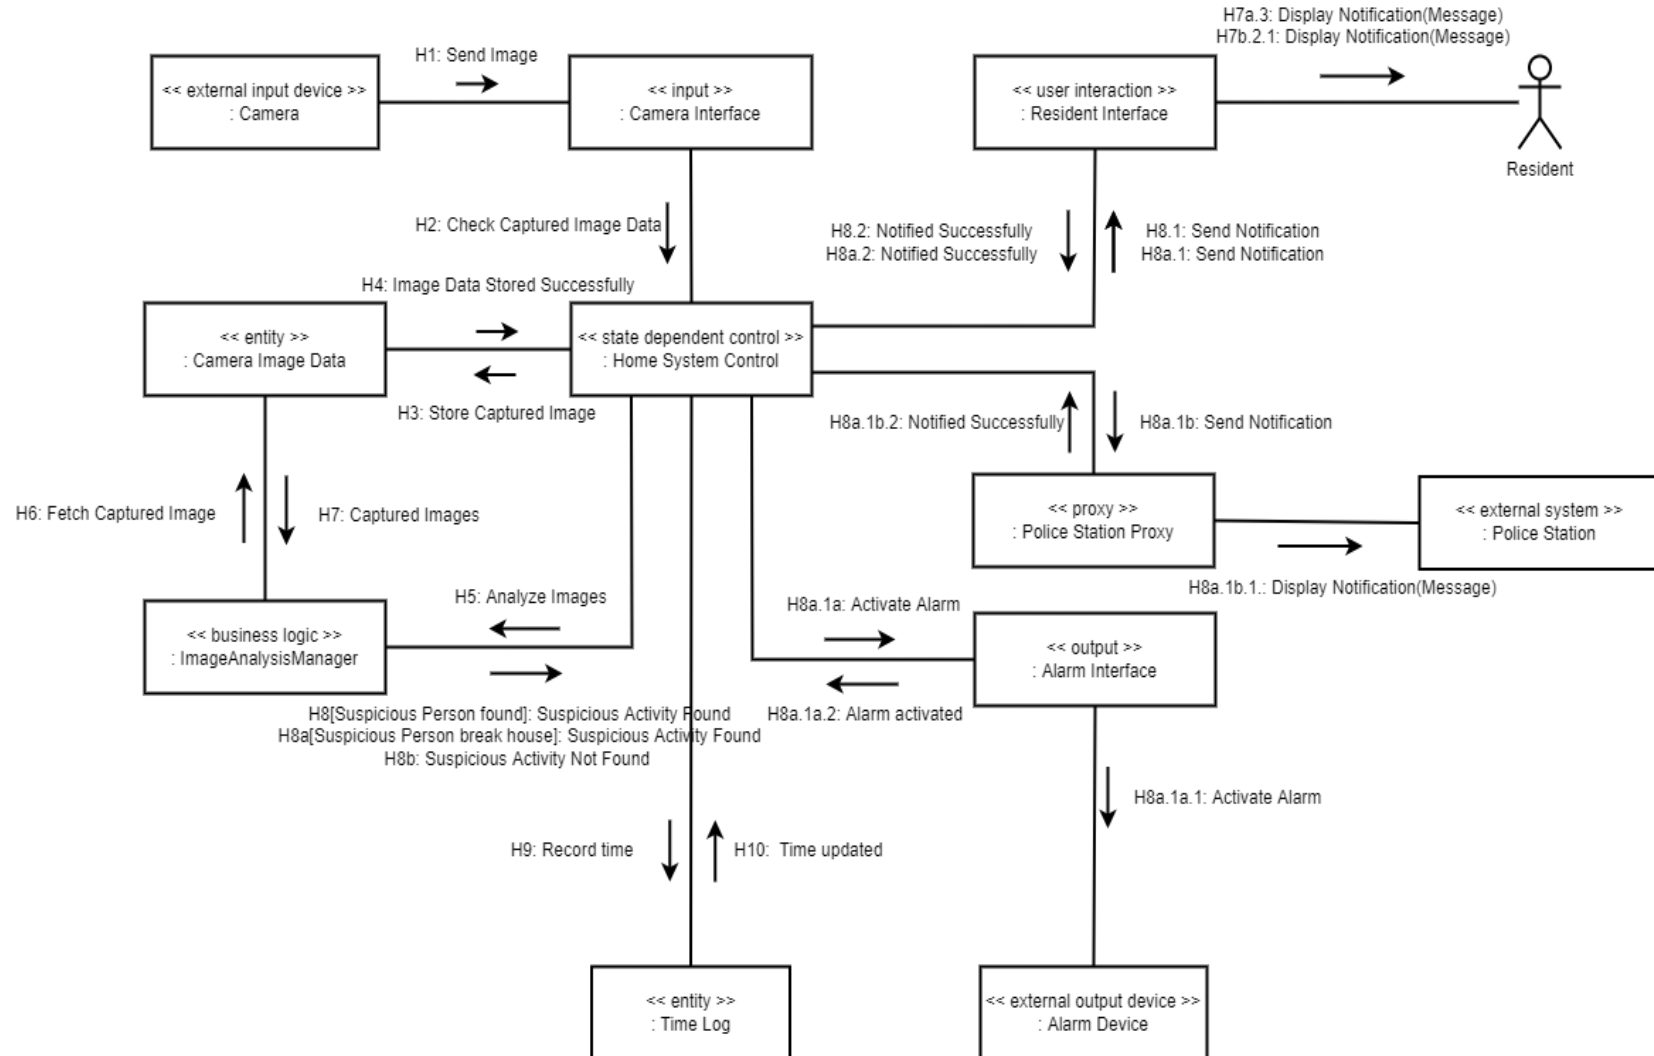 H7a.3: Display Notification(Message)
H7b.2.1: Display Notification(Message)
H1: Send Image
<< external input device >>
: Camera
<< input >>
: Camera Interface
<< user interaction >>
: Resident Interface
Resident
H2: Check Captured Image Data
H8.2: Notified Successfully
H8a.2: Notified Successfully
H8.1: Send Notification
H8a.1: Send Notification
H4: Image Data Stored Successfully
<< entity >>
: Camera Image Data
<< state dependent control >>
: Home System Control
H3: Store Captured Image
H8a.1b.2: Notified Successfully
H8a.1b: Send Notification
H6: Fetch Captured Image
H7: Captured Images
<< proxy >>
: Police Station Proxy
<< external system >>
: Police Station
H8a.1b.1.: Display Notification(Message)
H5: Analyze Images
H8a.1a: Activate Alarm
<< business logic >>
: ImageAnalysisManager
<< output >>
: Alarm Interface
H8[Suspicious Person found]: Suspicious Activity Found
H8a[Suspicious Person break house]: Suspicious Activity Found
H8b: Suspicious Activity Not Found
H8a.1a.2: Alarm activated
H8a.1a.1: Activate Alarm
H9: Record time
H10: Time updated
<< entity >>
: Time Log
<< external output device >>
: Alarm Device